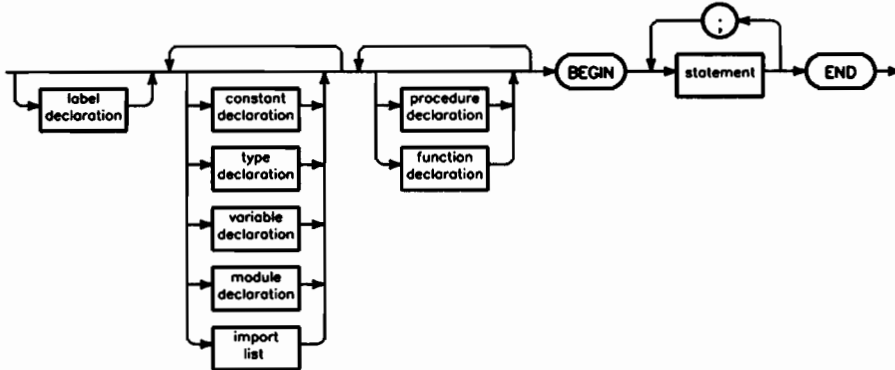 ;
BEGIN
statement
END
label
declaration
constant
declaration
type
declaration
variable
declaration
module
declaration
import
list
procedure
declaration
function
declaration